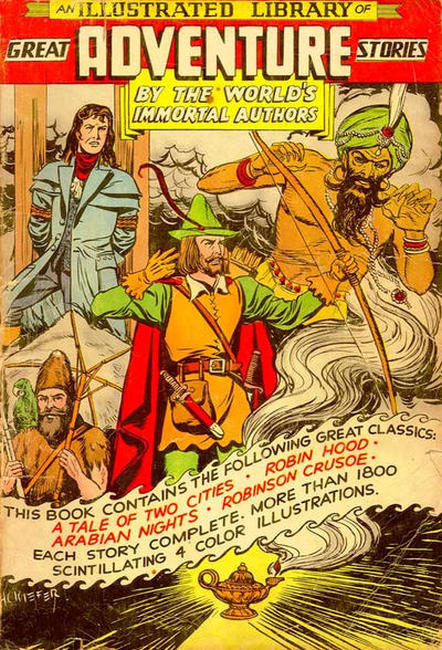 AN ILLUSTRATED LIBRARY OF
GREAT ADVENTURE STORIES
BY THE WORLD'S
IMMORTAL AUTHORS
THIS BOOK CONTAINS THE FOLLOWING GREAT CLASSICS:
A TALE OF TWO CITIES · ROBIN HOOD ·
ARABIAN NIGHTS · ROBINSON CRUSOE ·
EACH STORY COMPLETE. MORE THAN 1800
SCINTILLATING 4 COLOR ILLUSTRATIONS.
H.C. KIEFER